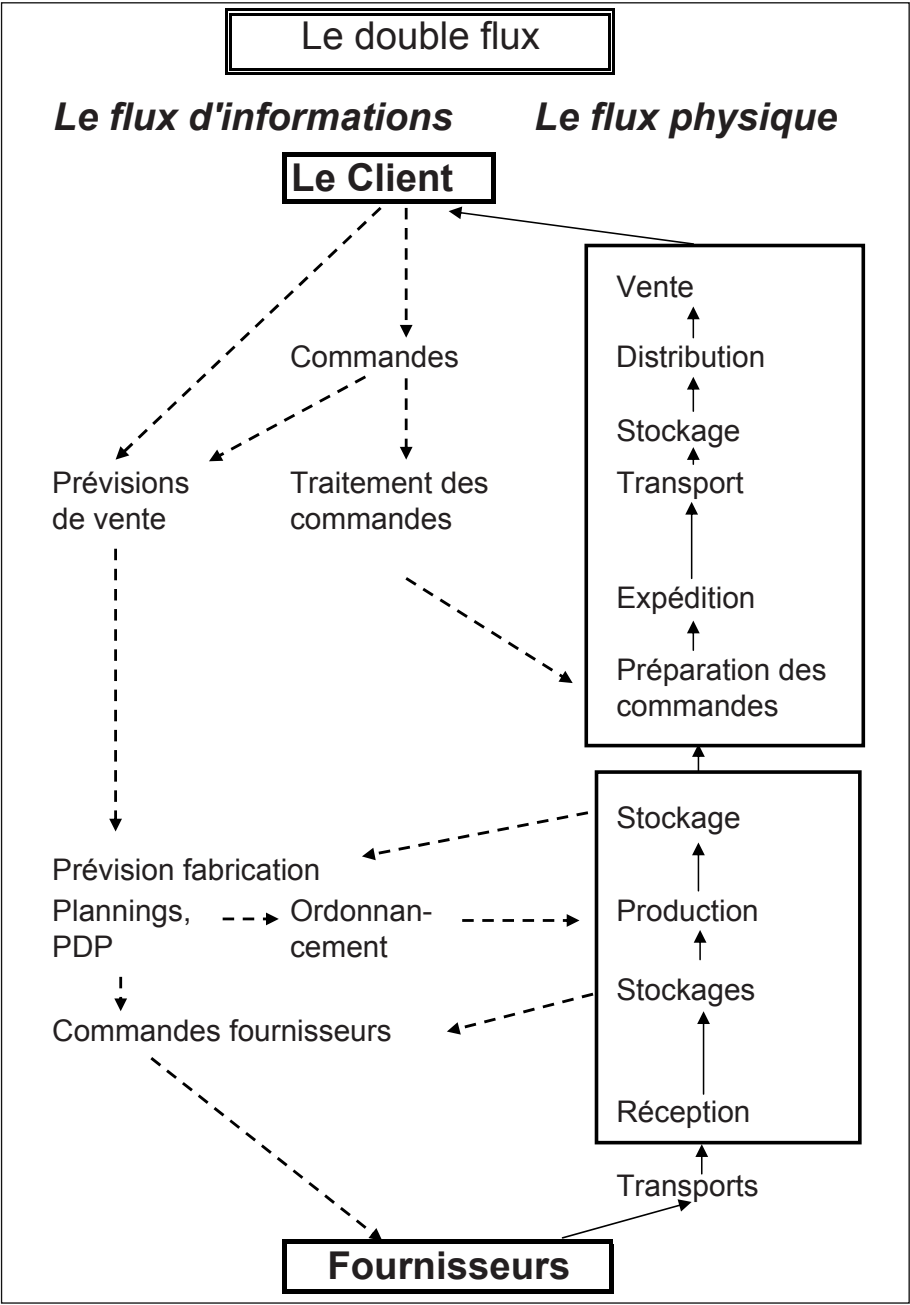 Le double flux
Le flux d'informations
Le flux physique
Le Client
Commandes
Prévisions
de vente
Traitement des
commandes
Vente
Distribution
Stockage
Transport
Expédition
Préparation des
commandes
Prévision fabrication
Plannings,
PDP
Ordonnan-
cement
Commandes fournisseurs
Stockage
Production
Stockages
Réception
Transports
Fournisseurs